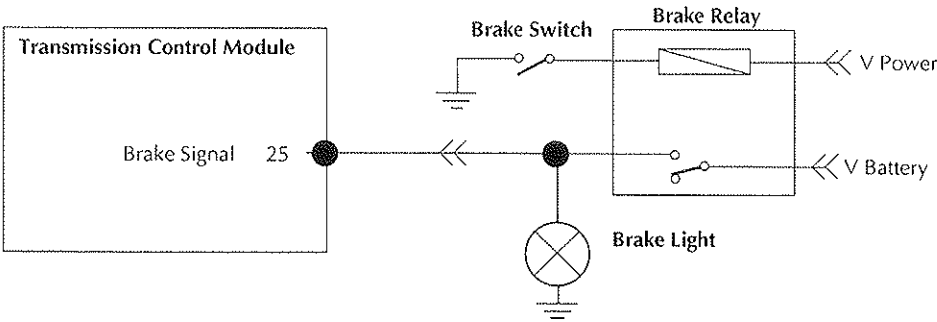 Brake Relay
Brake Switch
Transmission Control Module
V Power
Brake Signal 25
V Battery
Brake Light